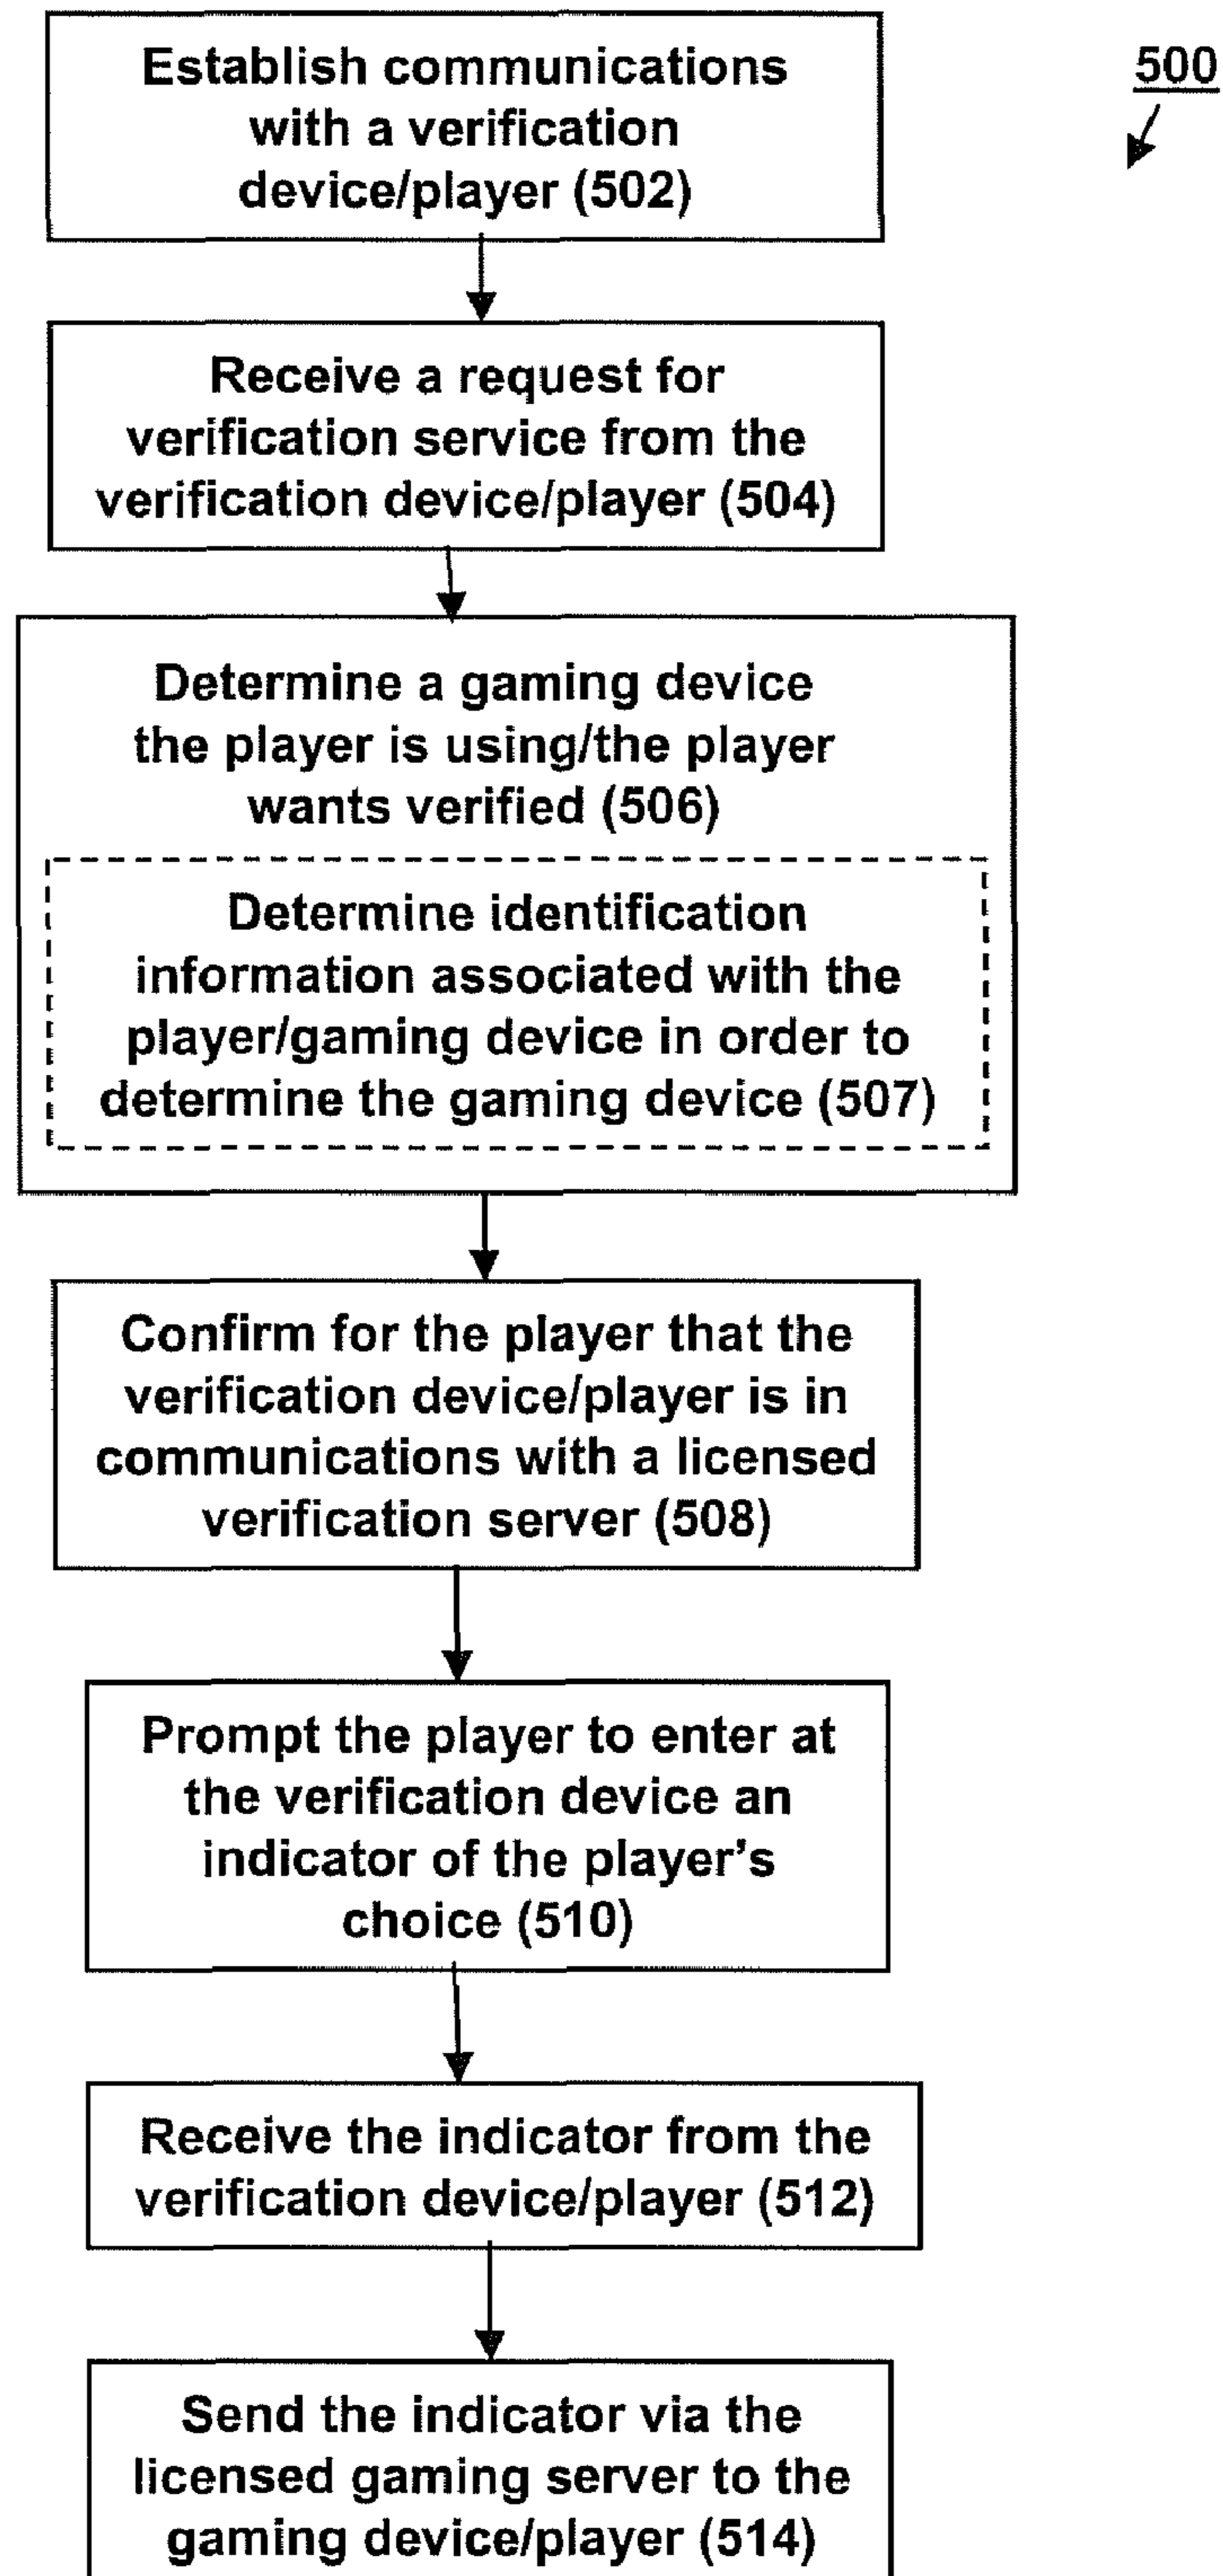 500
Establish communications
with a verification
device/player (502)
Receive a request for
verification service from the
verification device/player (504)
Determine a gaming device
the player is using/the player
wants verified (506)
Determine identification
information associated with the
player/gaming device in order to
determine the gaming device (507)
Confirm for the player that the
verification device/player is in
communications with a licensed
verification server (508)
Prompt the player to enter at
the verification device an
indicator of the player's
choice (510)
Receive the indicator from the
verification device/player (512)
Send the indicator via the
licensed gaming server to the
gaming device/player (514)